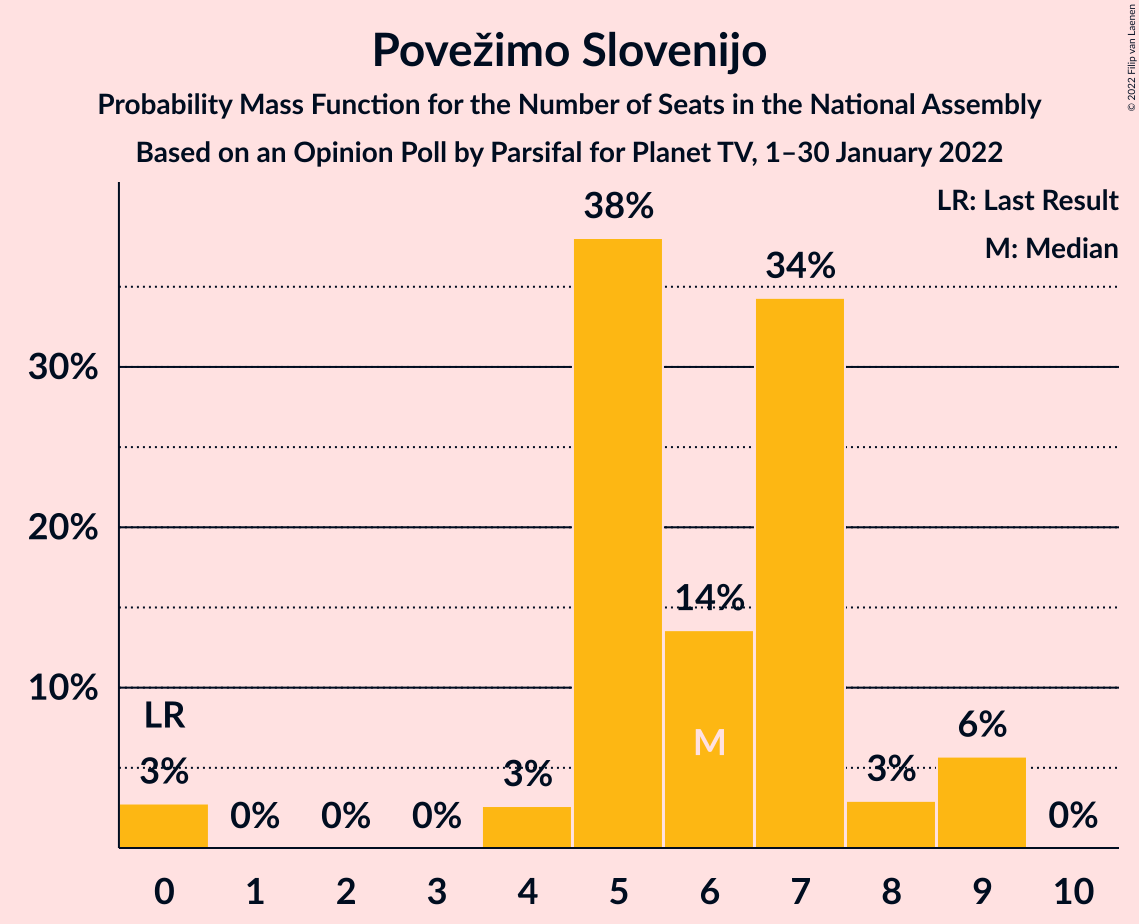 Povežimo Slovenijo
Probability Mass Function for the Number of Seats in the National Assembly
Based on an Opinion Poll by Parsifal for Planet TV, 1–30 January 2022
© 2022 Filip van Laenen
LR: Last Result
M: Median
38%
34%
30%
20%
14%
10%
LR
M
6%
3%
3%
3%
0%
0%
0%
0%
0 1 2 3 4 5 6 7 8 9 10